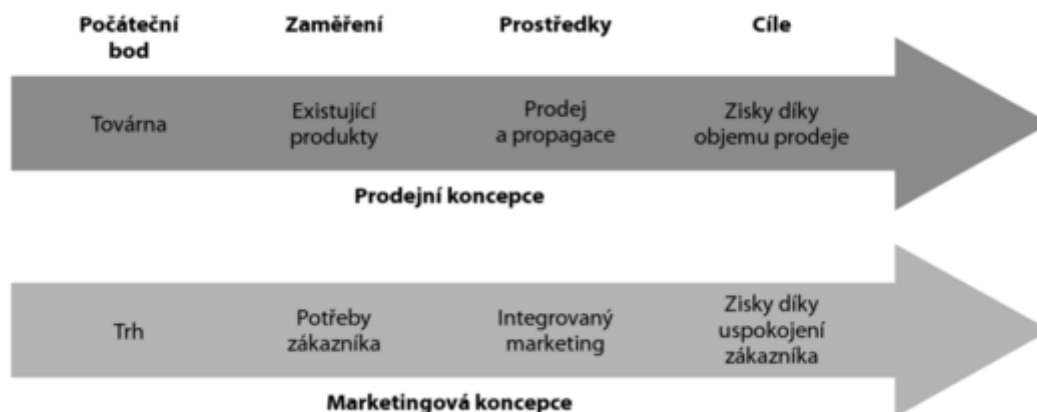 Počáteční bod
Zaměření
Prostředky
Cíle
Továrna
Existující
produkty
Prodej
a propagace
Zisky díky
objemu prodeje
Prodejní koncepce
Trh
Potřeby
zákazníka
Integrovaný
marketing
Zisky díky
uspokojení
zákazníka
Marketingová koncepce